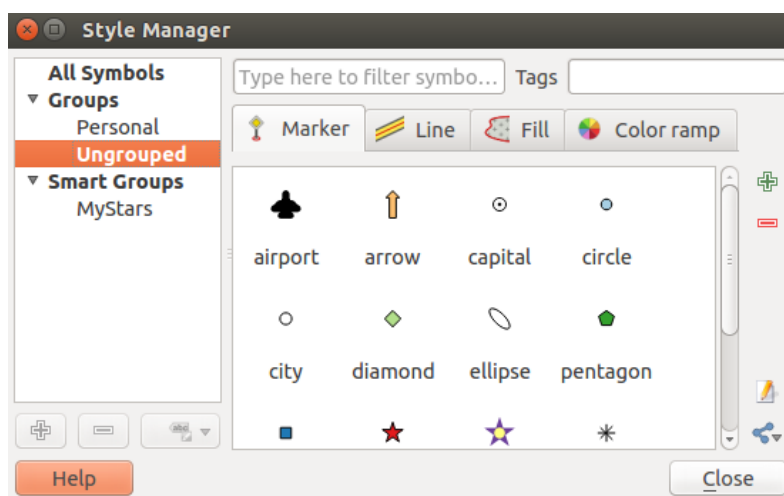 Style Manager
All Symbols
Groups
Personal
Ungrouped
Smart Groups
MyStars
Type here to filter symbo...
Tags
Marker
Line
Fill
Color ramp
airport
arrow
capital
circle
city
diamond
ellipse
pentagon
Help
Close